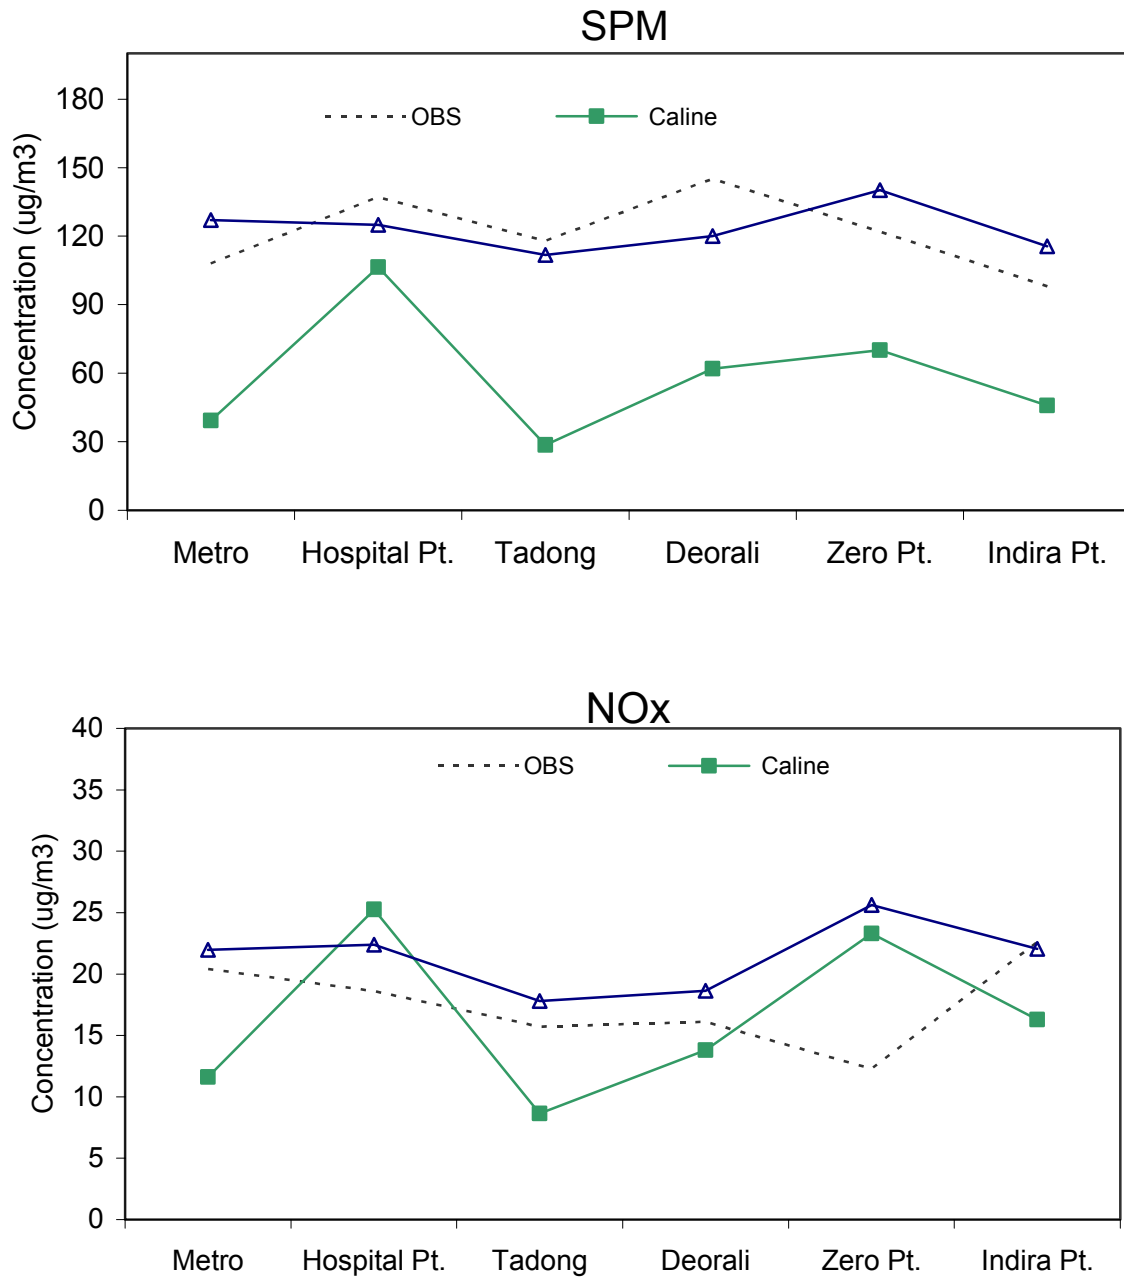 SPM
Concentration (ug/m3)
180
150
120
90
60
30
0
OBS
Caline
Metro
Hospital Pt.
Tadong
Deorali
Zero Pt.
Indira Pt.
NOx
Concentration (ug/m3)
40
35
30
25
20
15
10
5
0
OBS
Caline
Metro
Hospital Pt.
Tadong
Deorali
Zero Pt.
Indira Pt.